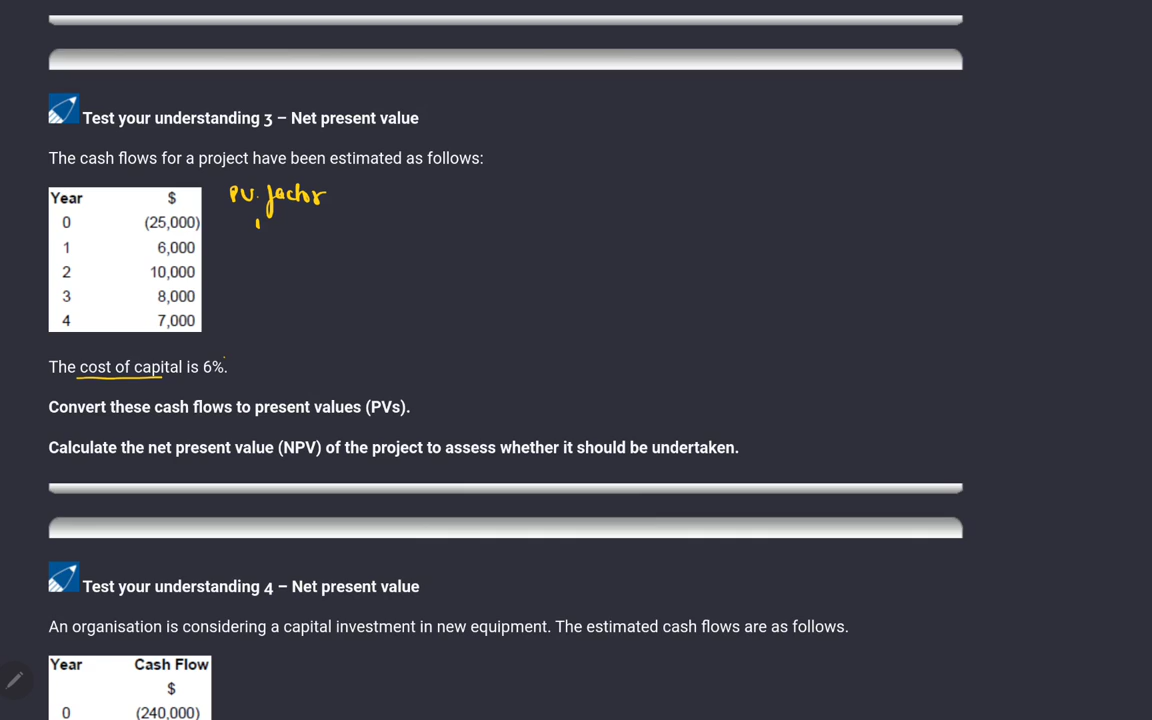 Test your understanding 3 – Net present value
The cash flows for a project have been estimated as follows:
Year $ PV. factor
0 (25,000) 1
1 6,000
2 10,000
3 8,000
4 7,000
The cost of capital is 6%.
Convert these cash flows to present values (PVs).
Calculate the net present value (NPV) of the project to assess whether it should be undertaken.
Test your understanding 4 – Net present value
An organisation is considering a capital investment in new equipment. The estimated cash flows are as follows.
Year Cash Flow
$
0 (240,000)